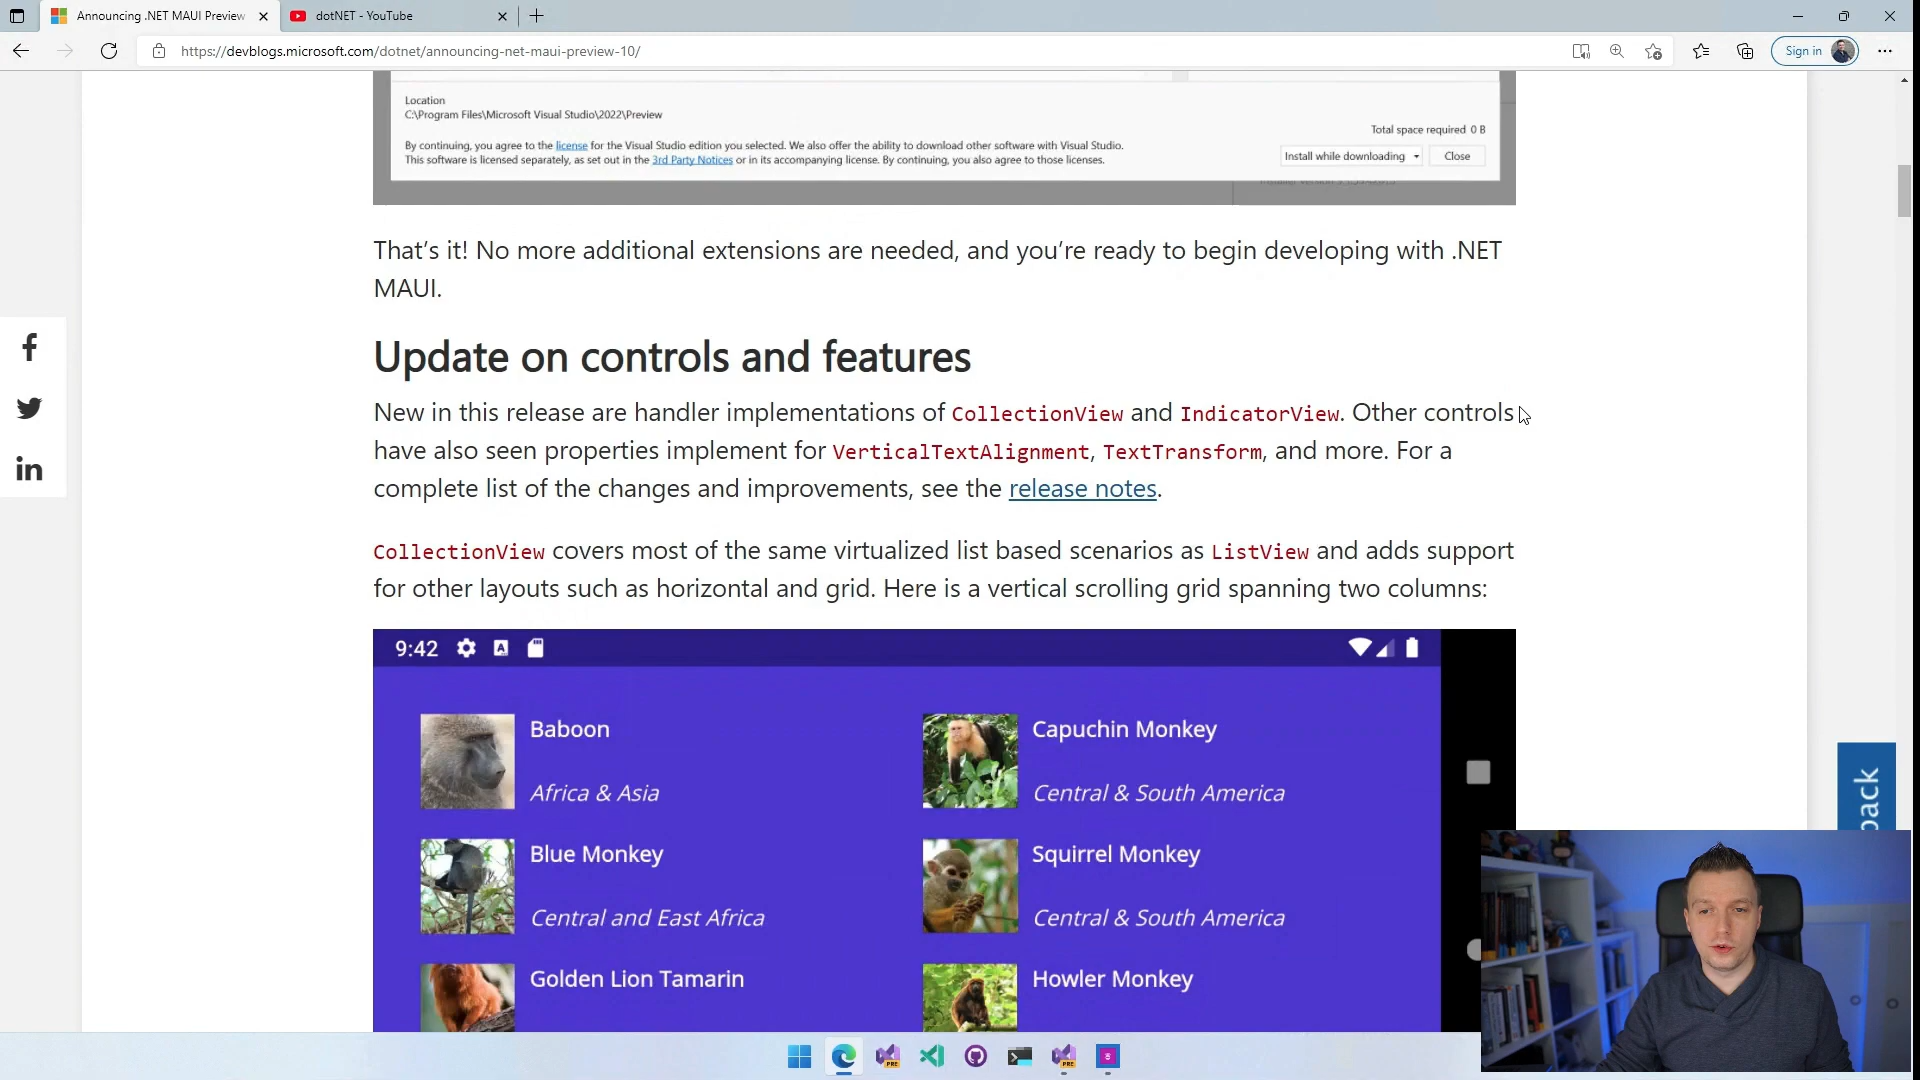 Announcing .NET MAUI Preview
dotNET - YouTube
https://devblogs.microsoft.com/dotnet/announcing-net-maui-preview-10/
Sign in
Location
C:\Program Files\Microsoft Visual Studio\2022\Preview
Total space required 0 B
By continuing, you agree to the license for the Visual Studio edition you selected. We also offer the ability to download other software with Visual Studio.
This software is licensed separately, as set out in the 3rd Party Notices or in its accompanying license. By continuing, you also agree to those licenses.
Install while downloading
Close
That's it! No more additional extensions are needed, and you're ready to begin developing with .NET
MAUI.
Update on controls and features
New in this release are handler implementations of CollectionView and IndicatorView. Other controls
have also seen properties implement for VerticalTextAlignment, TextTransform, and more. For a
complete list of the changes and improvements, see the release notes.
CollectionView covers most of the same virtualized list based scenarios as ListView and adds support
for other layouts such as horizontal and grid. Here is a vertical scrolling grid spanning two columns:
9:42
Baboon
Africa & Asia
Capuchin Monkey
Central & South America
Blue Monkey
Central and East Africa
Squirrel Monkey
Central & South America
Golden Lion Tamarin
Howler Monkey
back